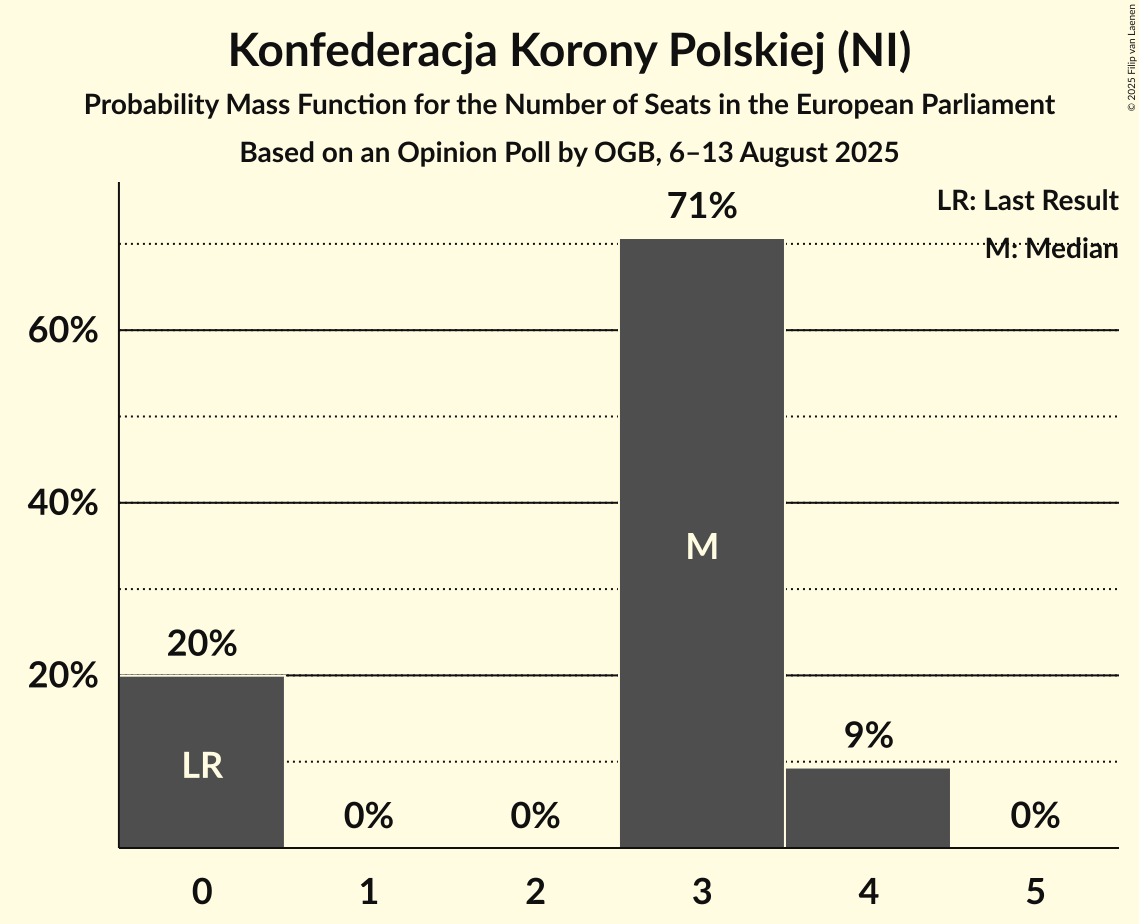 Konfederacja Korony Polskiej (NI)
Probability Mass Function for the Number of Seats in the European Parliament
Based on an Opinion Poll by OGB, 6–13 August 2025
© 2025 Filip van Laenen
LR: Last Result
M: Median
71%
60%
40%
M
20%
20%
LR
9%
0%
0%
0%
0 1 2 3 4 5